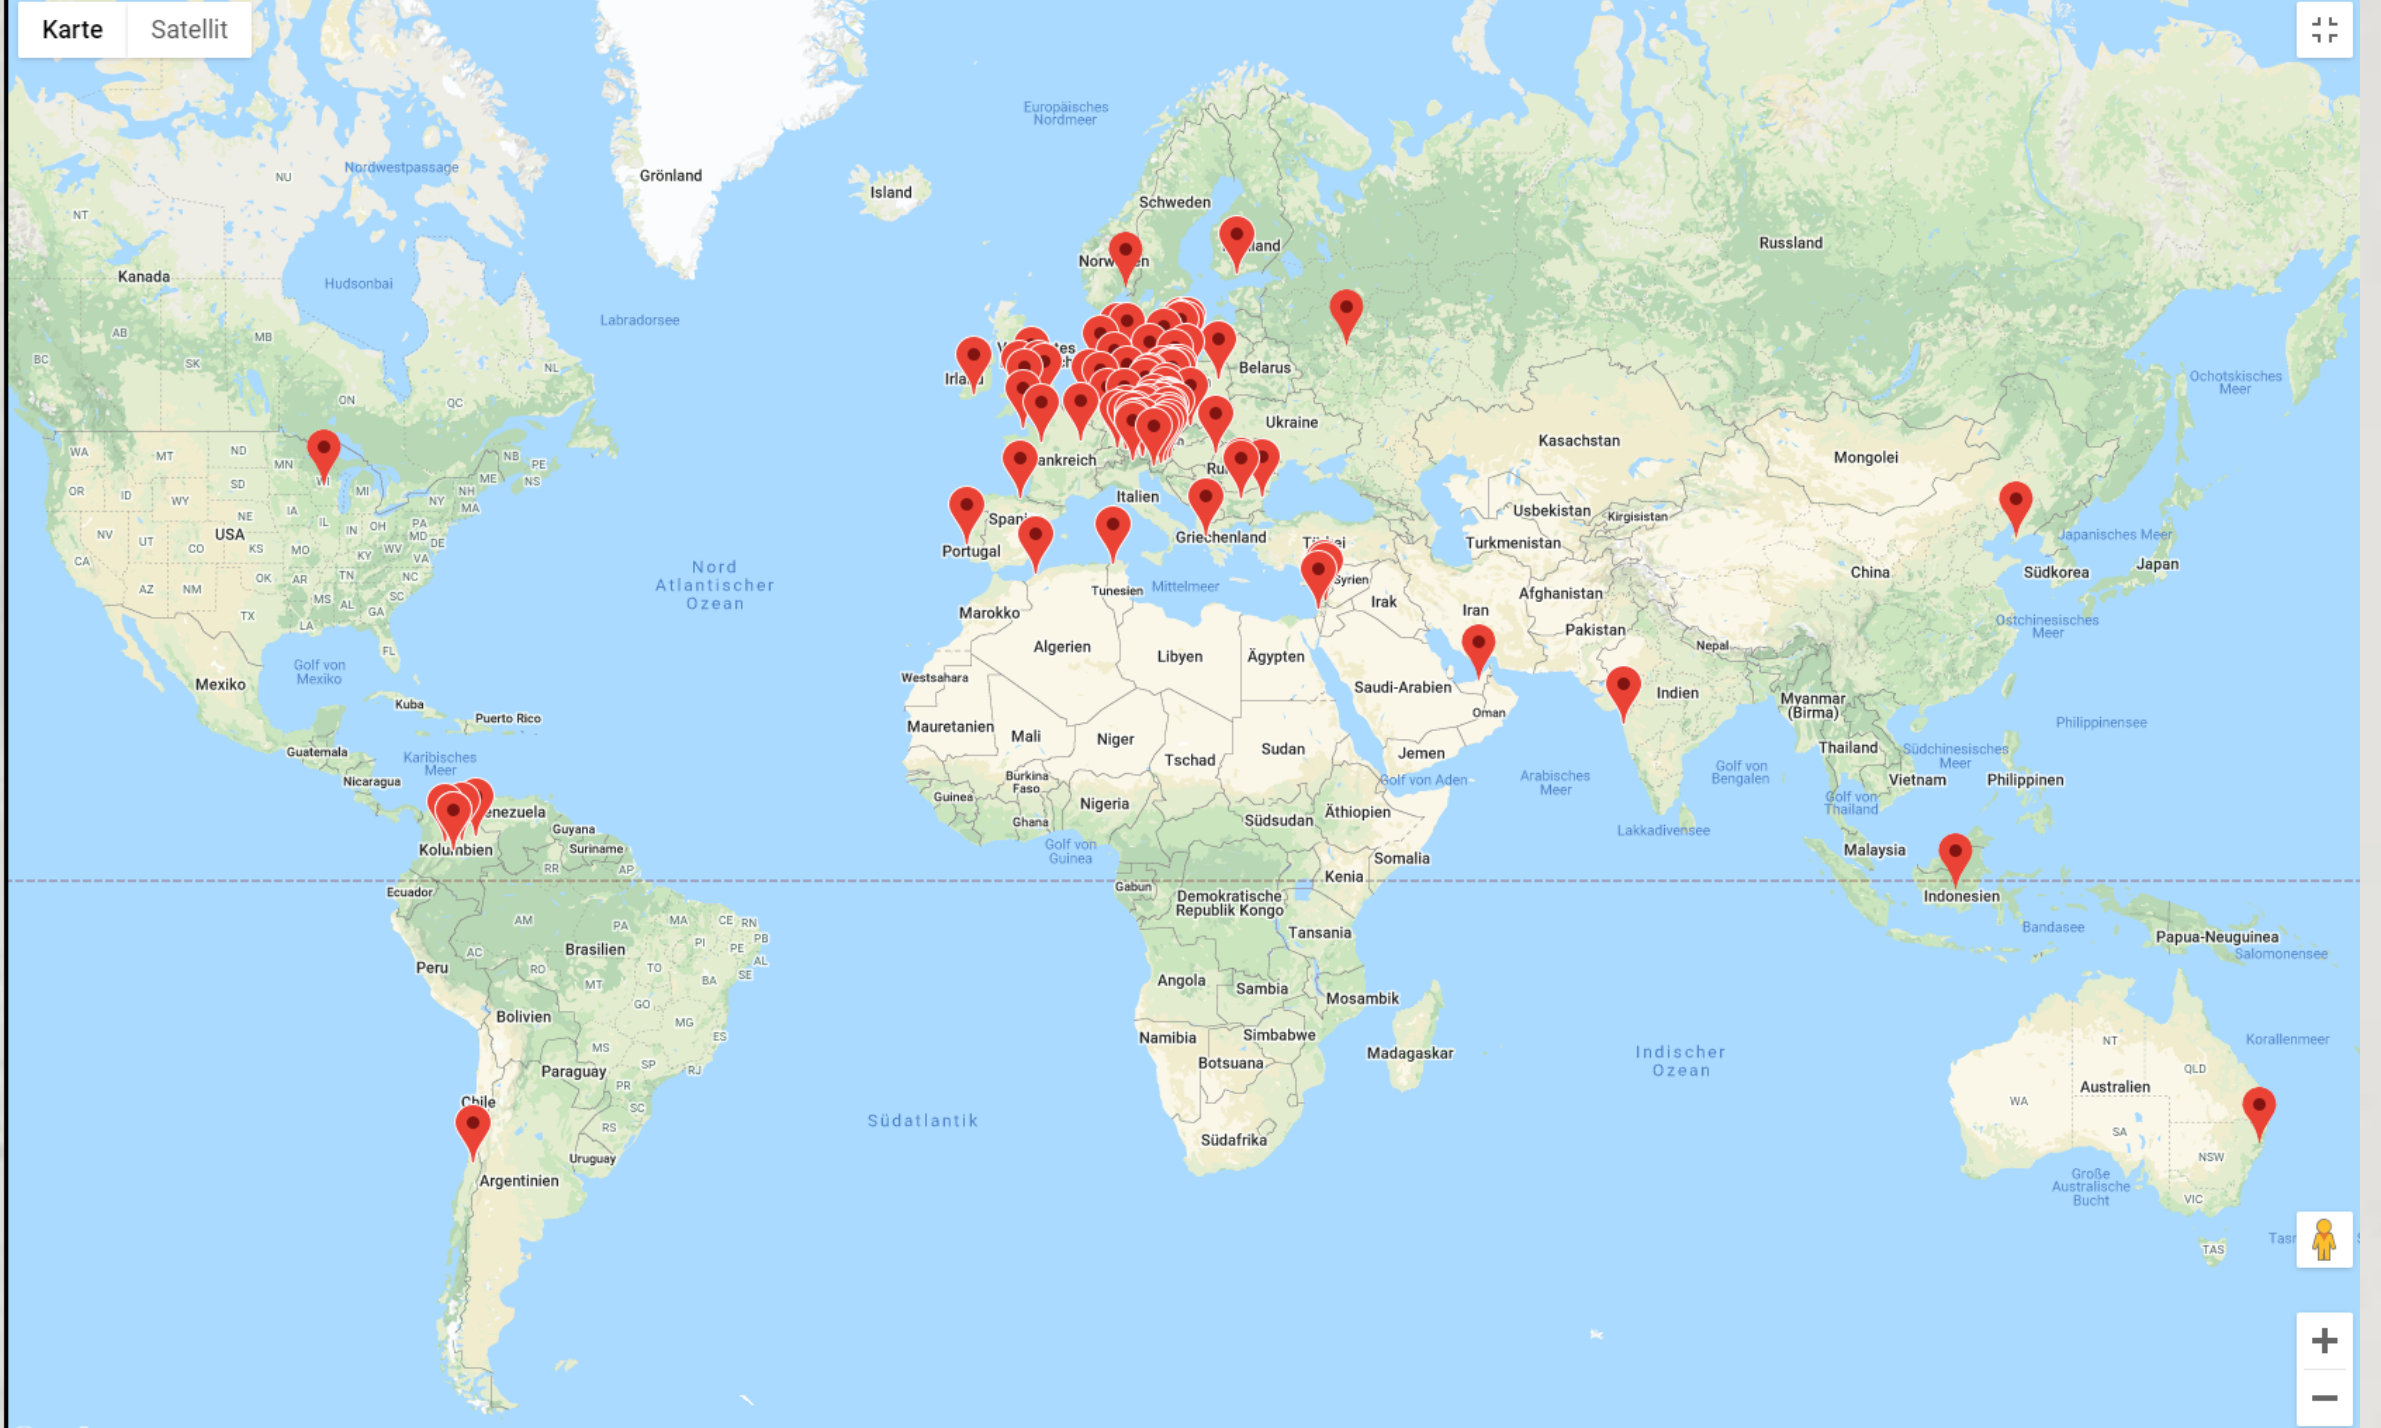 Karte
Satellit
Europäisches
Nordmeer
NU
Nordwestpassage
Grönland
Island
NT
Schweden
Russland
Kanada
Hudsonbai
Labradorsee
AB
MB
BC
SK
NL
ON
QC
Belarus
Ochotskisches
Meer
Ukraine
Kasachstan
Mongolei
WA
MT
ND
MN
NB
PE
NS
ME
OR
ID
WY
SD
MI
NH
MA
NY
IA
NE
IL
IN
OH
PA
MD
DE
NV
UT
CO
USA
KS
MO
KY
WV
VA
CA
AZ
NM
OK
AR
TN
NC
SC
MS
AL
GA
TX
LA
FL
Italien
Portugal
Griechenland
Usbekistan
Kirgisistan
Turkmenistan
Japanisches Meer
Japan
Südkorea
China
Syrien
Afghanistan
Irak
Iran
Pakistan
Nepal
Ostchinesisches
Meer
Nord
Atlantischer
Ozean
Tunesien
Mittelmeer
Marokko
Algerien
Libyen
Ägypten
Westsahara
Saudi-Arabien
Oman
Indien
Myanmar
(Birma)
Philippinensee
Golf von
Mexiko
Mexiko
Kuba
Puerto Rico
Guatemala
Karibisches
Meer
Nicaragua
Mauretanien
Mali
Niger
Tschad
Sudan
Jemen
Golf von Aden
Arabisches
Meer
Golf von
Bengalen
Thailand
Südchinesisches
Meer
Vietnam
Philippinen
Golf von
Thailand
Burkina
Faso
Guinea
Nigeria
Ghana
Südsudan
Äthiopien
Lakkadivensee
Guyana
Suriname
Kolumbien
RR
AP
Ecuador
Golf von
Guinea
Somalia
Kenia
Malaysia
Gabun
Demokratische
Republik Kongo
Indonesien
Tansania
Bandasee
Papua-Neuguinea
Salomonensee
AM
PA
MA
CE
RN
PB
PE
PI
AL
SE
AC
Brasilien
Peru
RO
TO
BA
MT
GO
Bolivien
MG
ES
MS
SP
RJ
Paraguay
PR
SC
Chile
RS
Uruguay
Argentinien
Angola
Sambia
Mosambik
Namibia
Simbabwe
Botsuana
Madagaskar
Südafrika
Südatlantik
Indischer
Ozean
NT
Korallenmeer
QLD
Australien
WA
SA
NSW
Große
Australische
Bucht
VIC
TAS